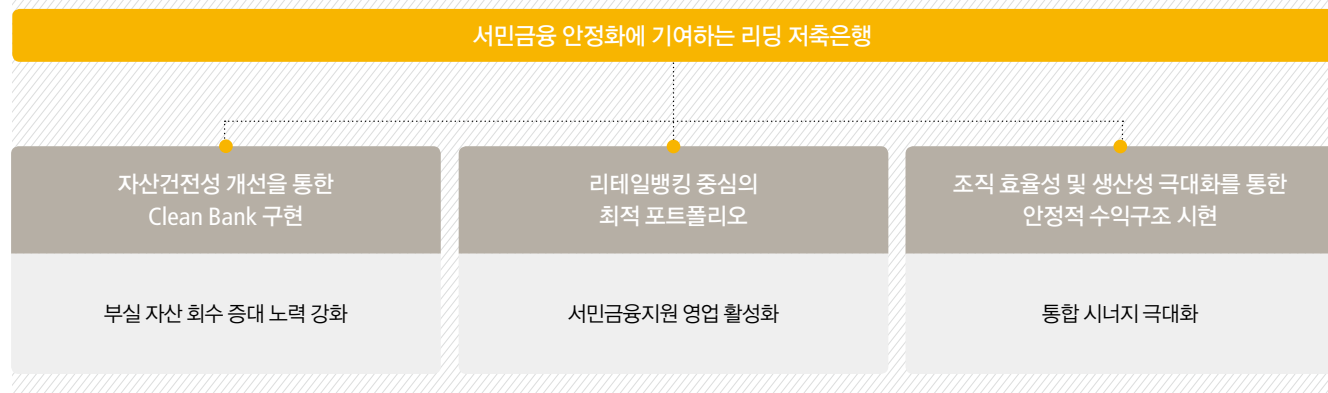 서민금융 안정화에 기여하는 리딩 저축은행
자산건전성 개선을 통한
Clean Bank 구현
리테일뱅킹 중심의
최적 포트폴리오
조직 효율성 및 생산성 극대화를 통한
안정적 수익구조 시현
부실 자산 회수 증대 노력 강화
서민금융지원 영업 활성화
통합 시너지 극대화